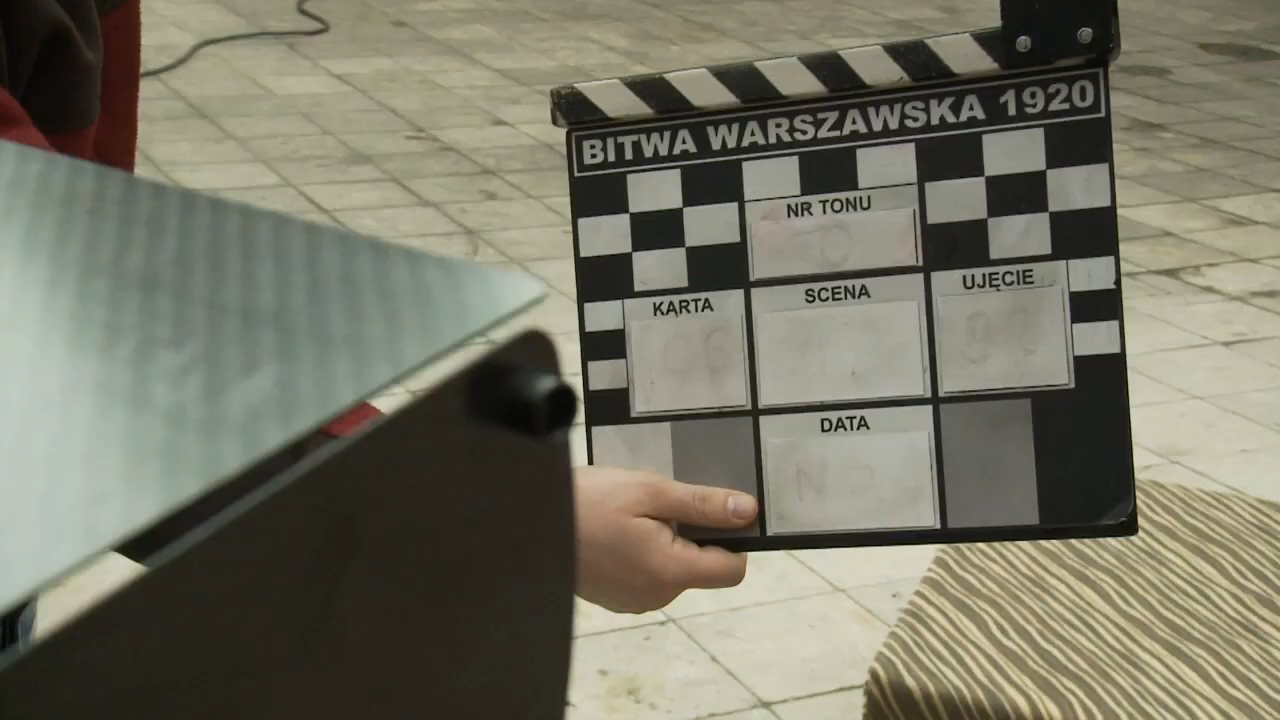 BITWA WARSZAWSKA 1920
NR TONU
KARTA
SCENA
UJĘCIE
DATA